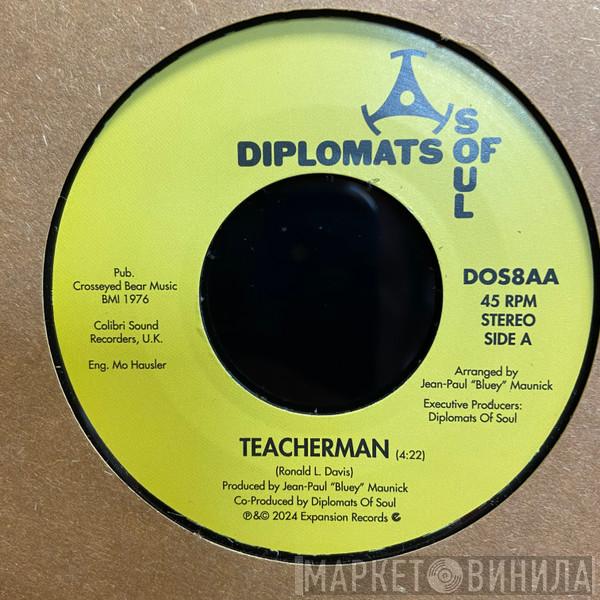 DIPLOMATS OF
SOUL
Pub.
Crosseyed Bear Music
BMI 1976
Colibri Sound
Recorders, U.K.
Eng. Mo Hausler
DOS8AA
45 RPM
STEREO
SIDE A
Arranged by
Jean-Paul "Bluey" Maunick
Executive Producers:
Diplomats Of Soul
TEACHERMAN (4:22)
(Ronald L. Davis)
Produced by Jean-Paul "Bluey" Maunick
Co-Produced by Diplomats Of Soul
℗&© 2024 Expansion Records e
МАРКЕТ ВИНИЛА